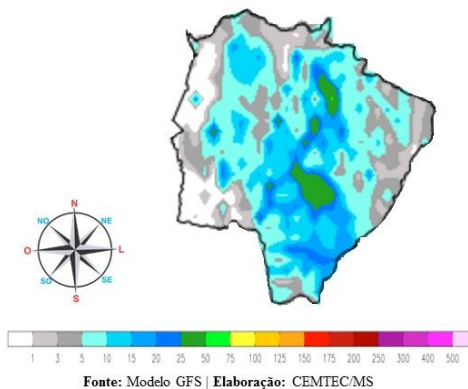 N
NO NE
O L
SO SE
S
1 3 5 10 15 20 25 50 75 100 125 150 175 200 250 300 400 500
Fonte: Modelo GFS | Elaboração: CEMTEC/MS